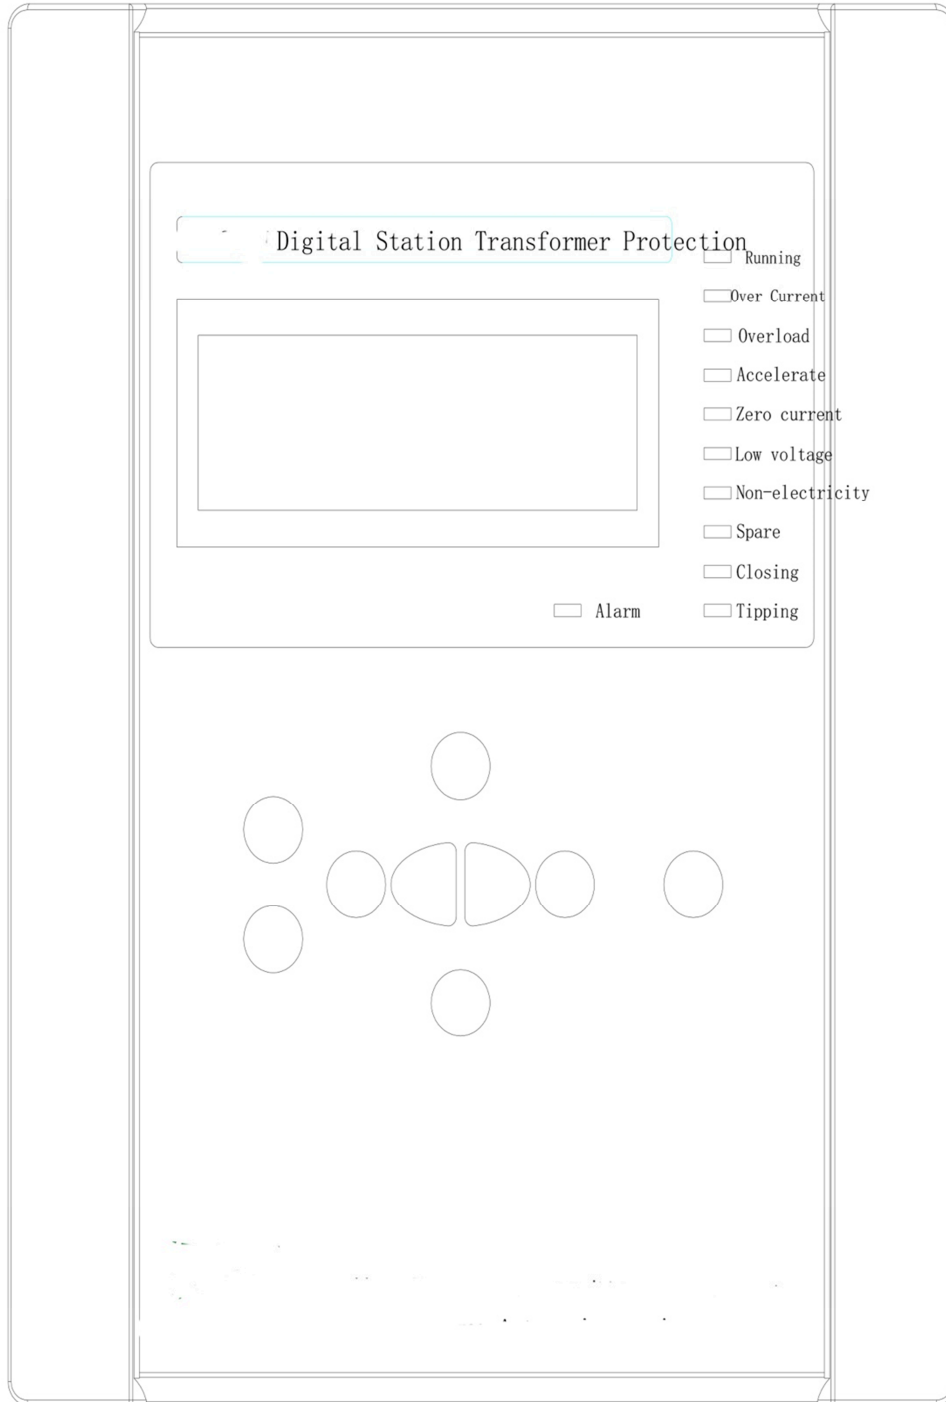 Digital Station Transformer Protection
Running
Over Current
Overload
Accelerate
Zero current
Low voltage
Non-electricity
Spare
Closing
Alarm
Tipping